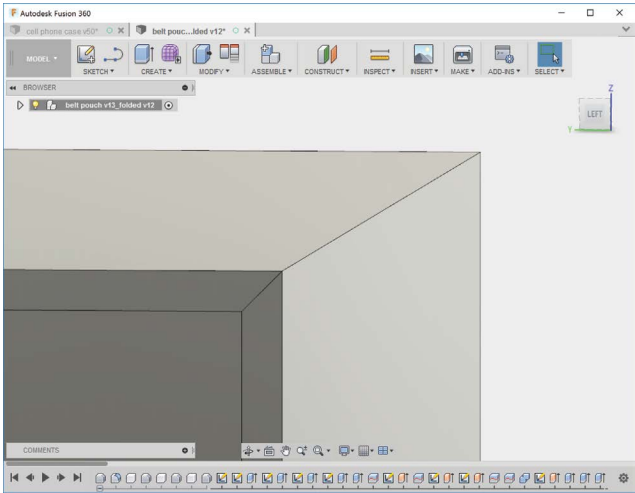 Autodesk Fusion 360
cell phone case v50* belt pouc...lded v12*
MODEL
SKETCH CREATE MODIFY ASSEMBLE CONSTRUCT INSPECT INSERT MAKE ADD-INS SELECT
BROWSER
belt pouch v13_folded v12
Z
LEFT
Y
COMMENTS